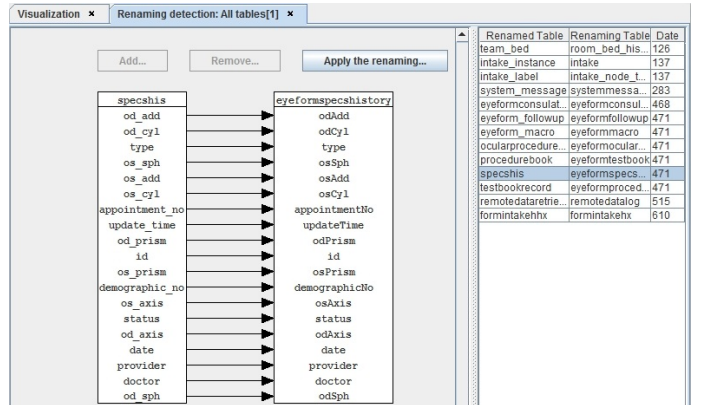 Visualization × Renaming detection: All tables[1] ×
Add... Remove... Apply the renaming...
specshis eyeformspecshistory
od_add odAdd
od_cyl odCyl
type type
os_sph osSph
os_add osAdd
os_cyl osCyl
appointment_no appointmentNo
update_time updateTime
od_prism odPrism
id id
os_prism osPrism
demographic_no demographicNo
os_axis osAxis
status status
od_axis odAxis
date date
provider provider
doctor doctor
od_sph odSph
Renamed Table Renaming Table Date
team_bed room_bed_his... 126
intake_instance intake 137
intake_label intake_node_t... 137
system_message systemmessa... 283
eyeformconsulat... eyeformconsul... 468
eyeform_followup eyeformfollowup 471
eyeform_macro eyeformmacro 471
ocularprocedure... eyeformocular... 471
procedurebook eyeformtestbook 471
specshis eyeformspecs... 471
testbookrecord eyeformproced... 471
remotedataretrie... remotedatalog 515
formintakehhx formintakehx 610